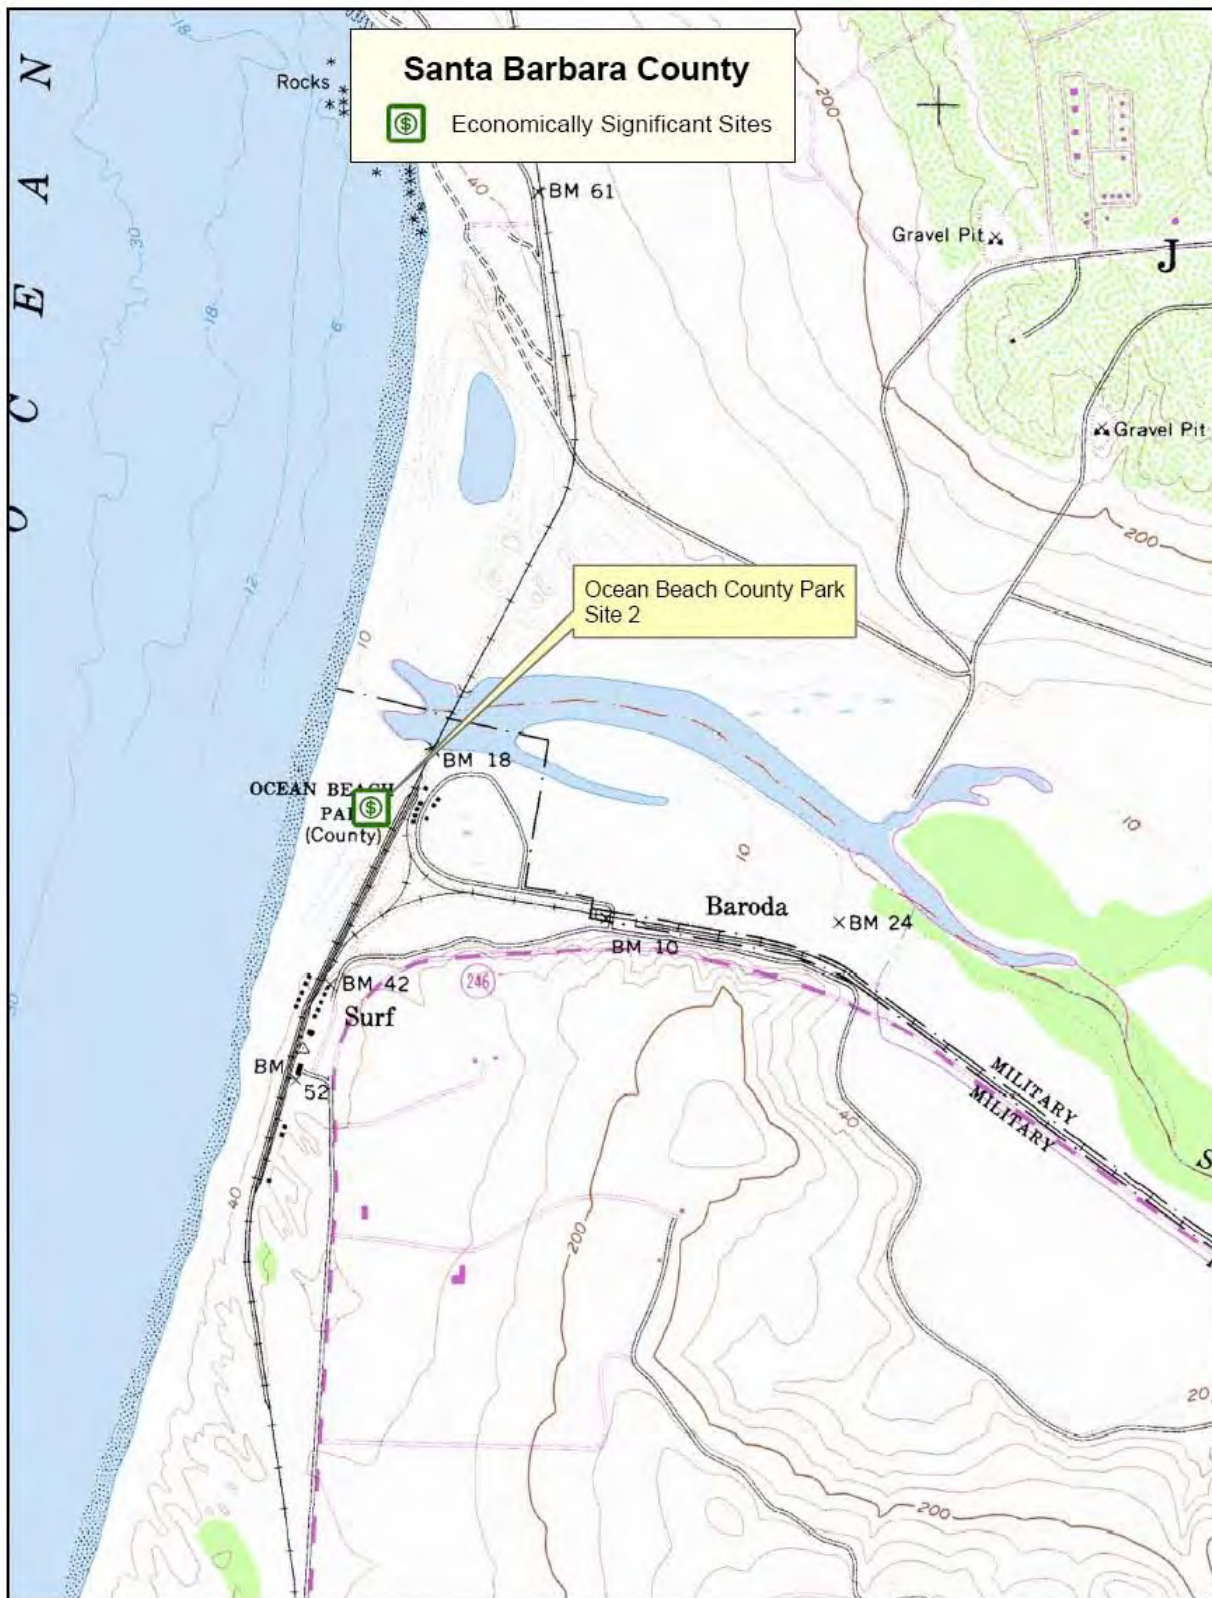 Santa Barbara County
Economically Significant Sites
18
Rocks
OCEAN
30
18
6
12
40
BM 61
200
Gravel Pit
J
Gravel Pit
200
Ocean Beach County Park
Site 2
10
BM 18
OCEAN BEACH
(County)
10
10
Baroda
BM 24
BM 10
246
BM 42
Surf
BM
52
MILITARY
MILITARY
40
S
40
200
20
200